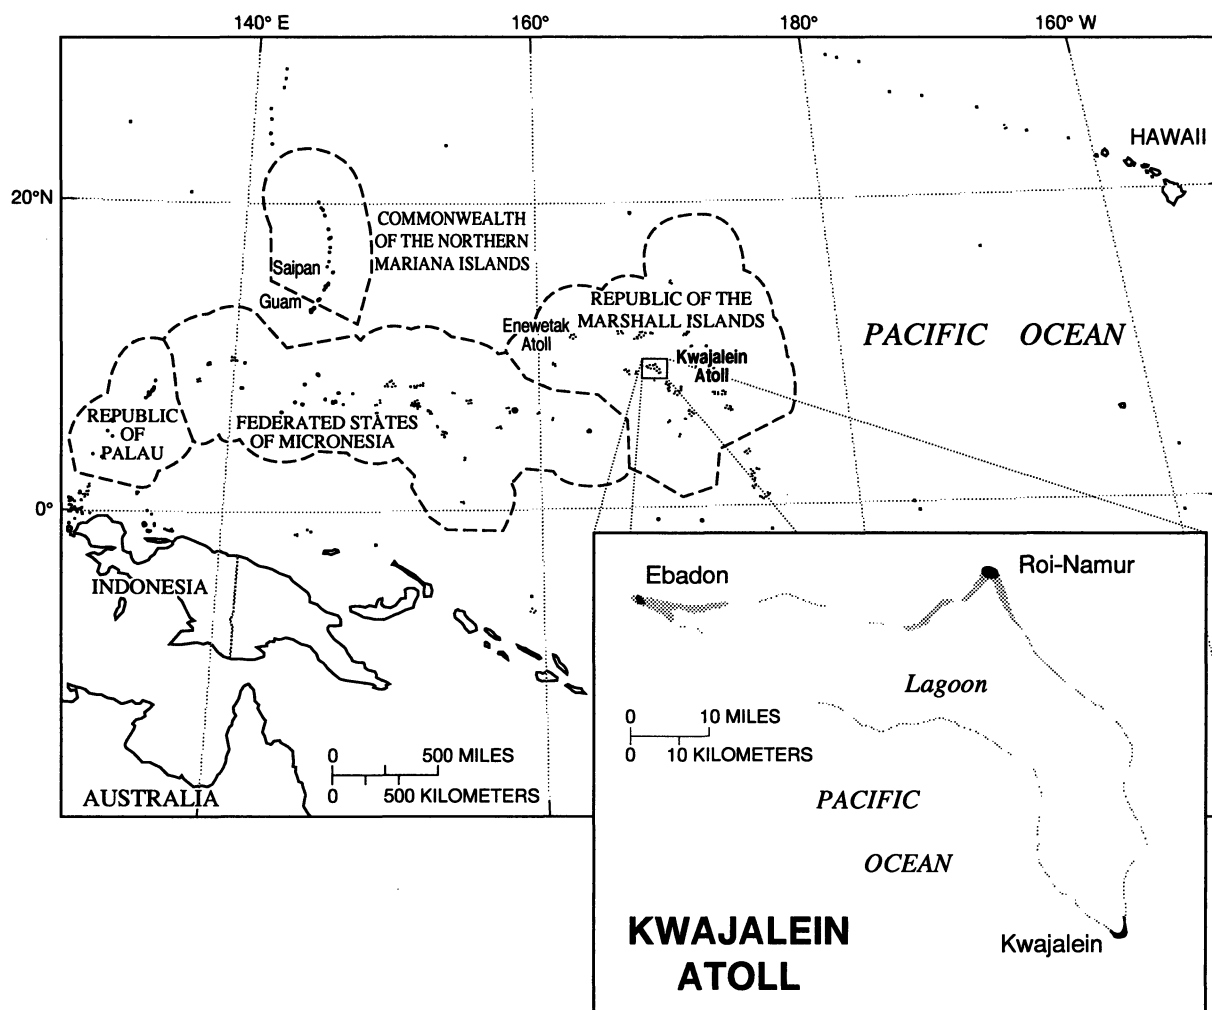 140° E
160°
180°
160° W
HAWAII
20°N
COMMONWEALTH
OF THE NORTHERN
MARIANA ISLANDS
Saipan
Guam
REPUBLIC OF THE
MARSHALL ISLANDS
Enewetak
Atoll
PACIFIC OCEAN
Kwajalein
Atoll
REPUBLIC
OF
PALAU
FEDERATED STATES
OF MICRONESIA
0°
INDONESIA
AUSTRALIA
0 500 MILES
0 500 KILOMETERS
Ebadon
Roi-Namur
Lagoon
0 10 MILES
0 10 KILOMETERS
PACIFIC
OCEAN
Kwajalein
KWAJALEIN
ATOLL